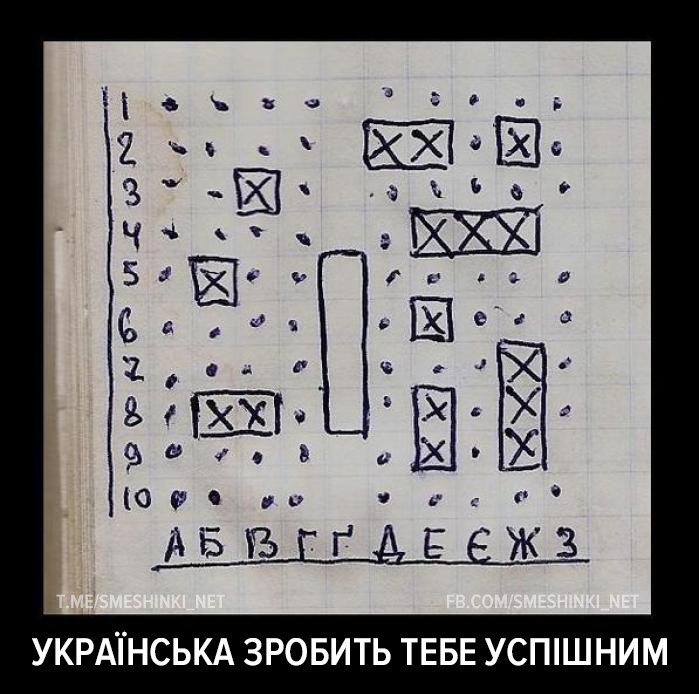 1
2 X X X
3 X
4 X X X
5 X
6 X
7 X
8 X X X X
9 X X
10
А Б В Г Ґ Д Е Є Ж З
T.ME/SMESHINKI_NET
FB.COM/SMESHINKI_NET
УКРАЇНСЬКА ЗРОБИТЬ ТЕБЕ УСПІШНИМ